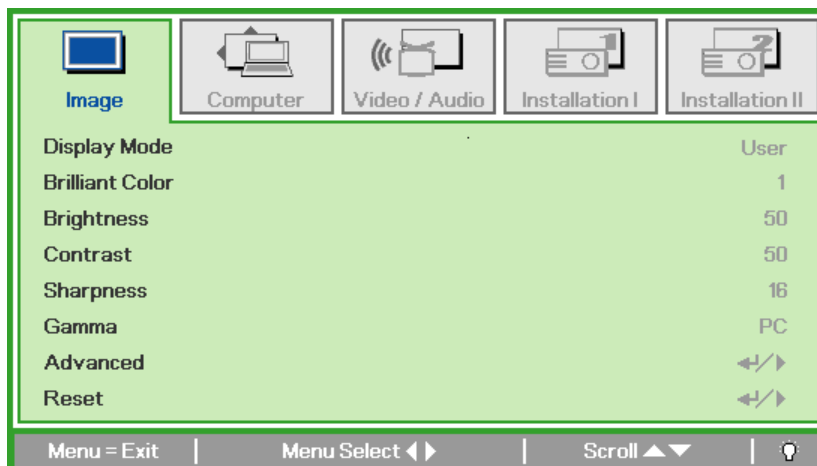 Image Computer Video / Audio Installation I Installation II
Display Mode User
Brilliant Color 1
Brightness 50
Contrast 50
Sharpness 16
Gamma PC
Advanced ↵/▶
Reset ↵/▶
Menu = Exit | Menu Select ◀▶ | Scroll ▲▼ |